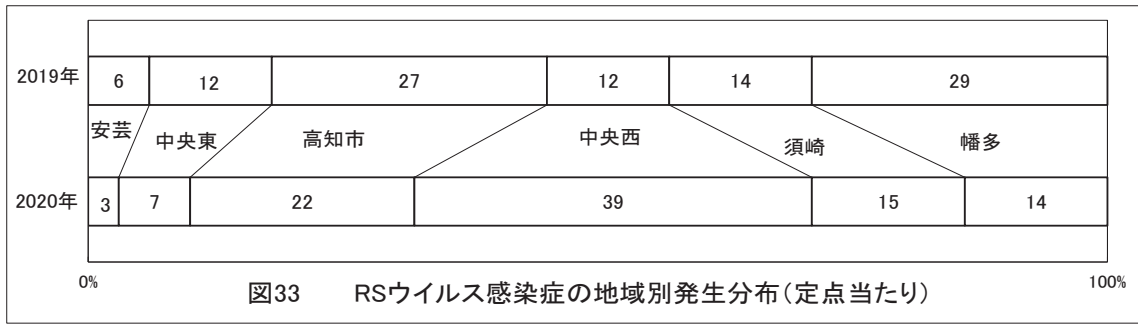 2019年 6 12 27 12 14 29
安芸 中央東 高知市 中央西 須崎 幡多
2020年 3 7 22 39 15 14
0% 100%
図33 RSウイルス感染症の地域別発生分布(定点当たり)